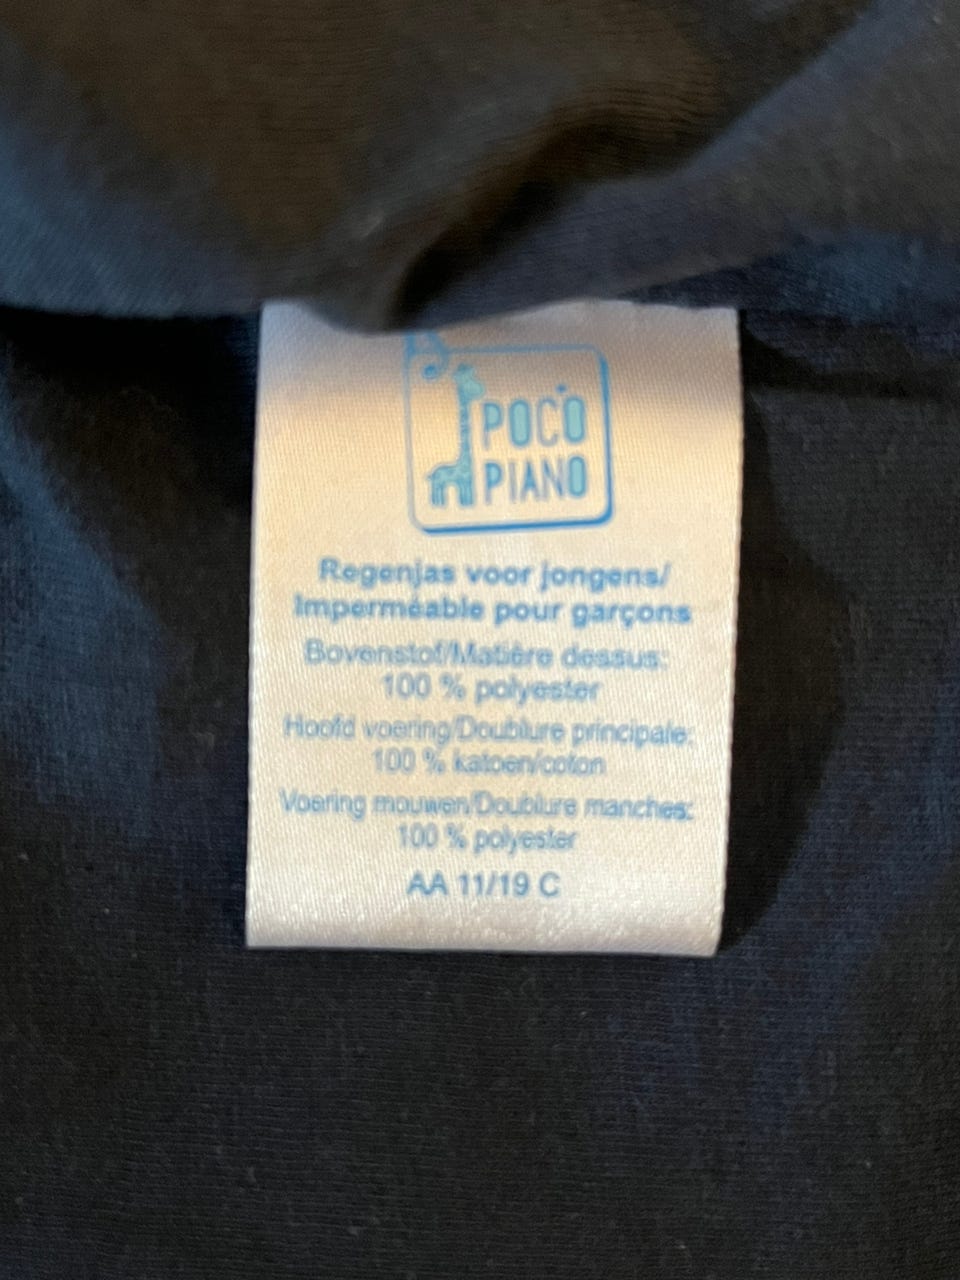 POCO
PIANO
Regenjas voor jongens/
Imperméable pour garçons
Bovenstof/Matière dessus:
100 % polyester
Hoofd voering/Doublure principale:
100 % katoen/coton
Voering mouwen/Doublure manches:
100 % polyester
AA 11/19 C